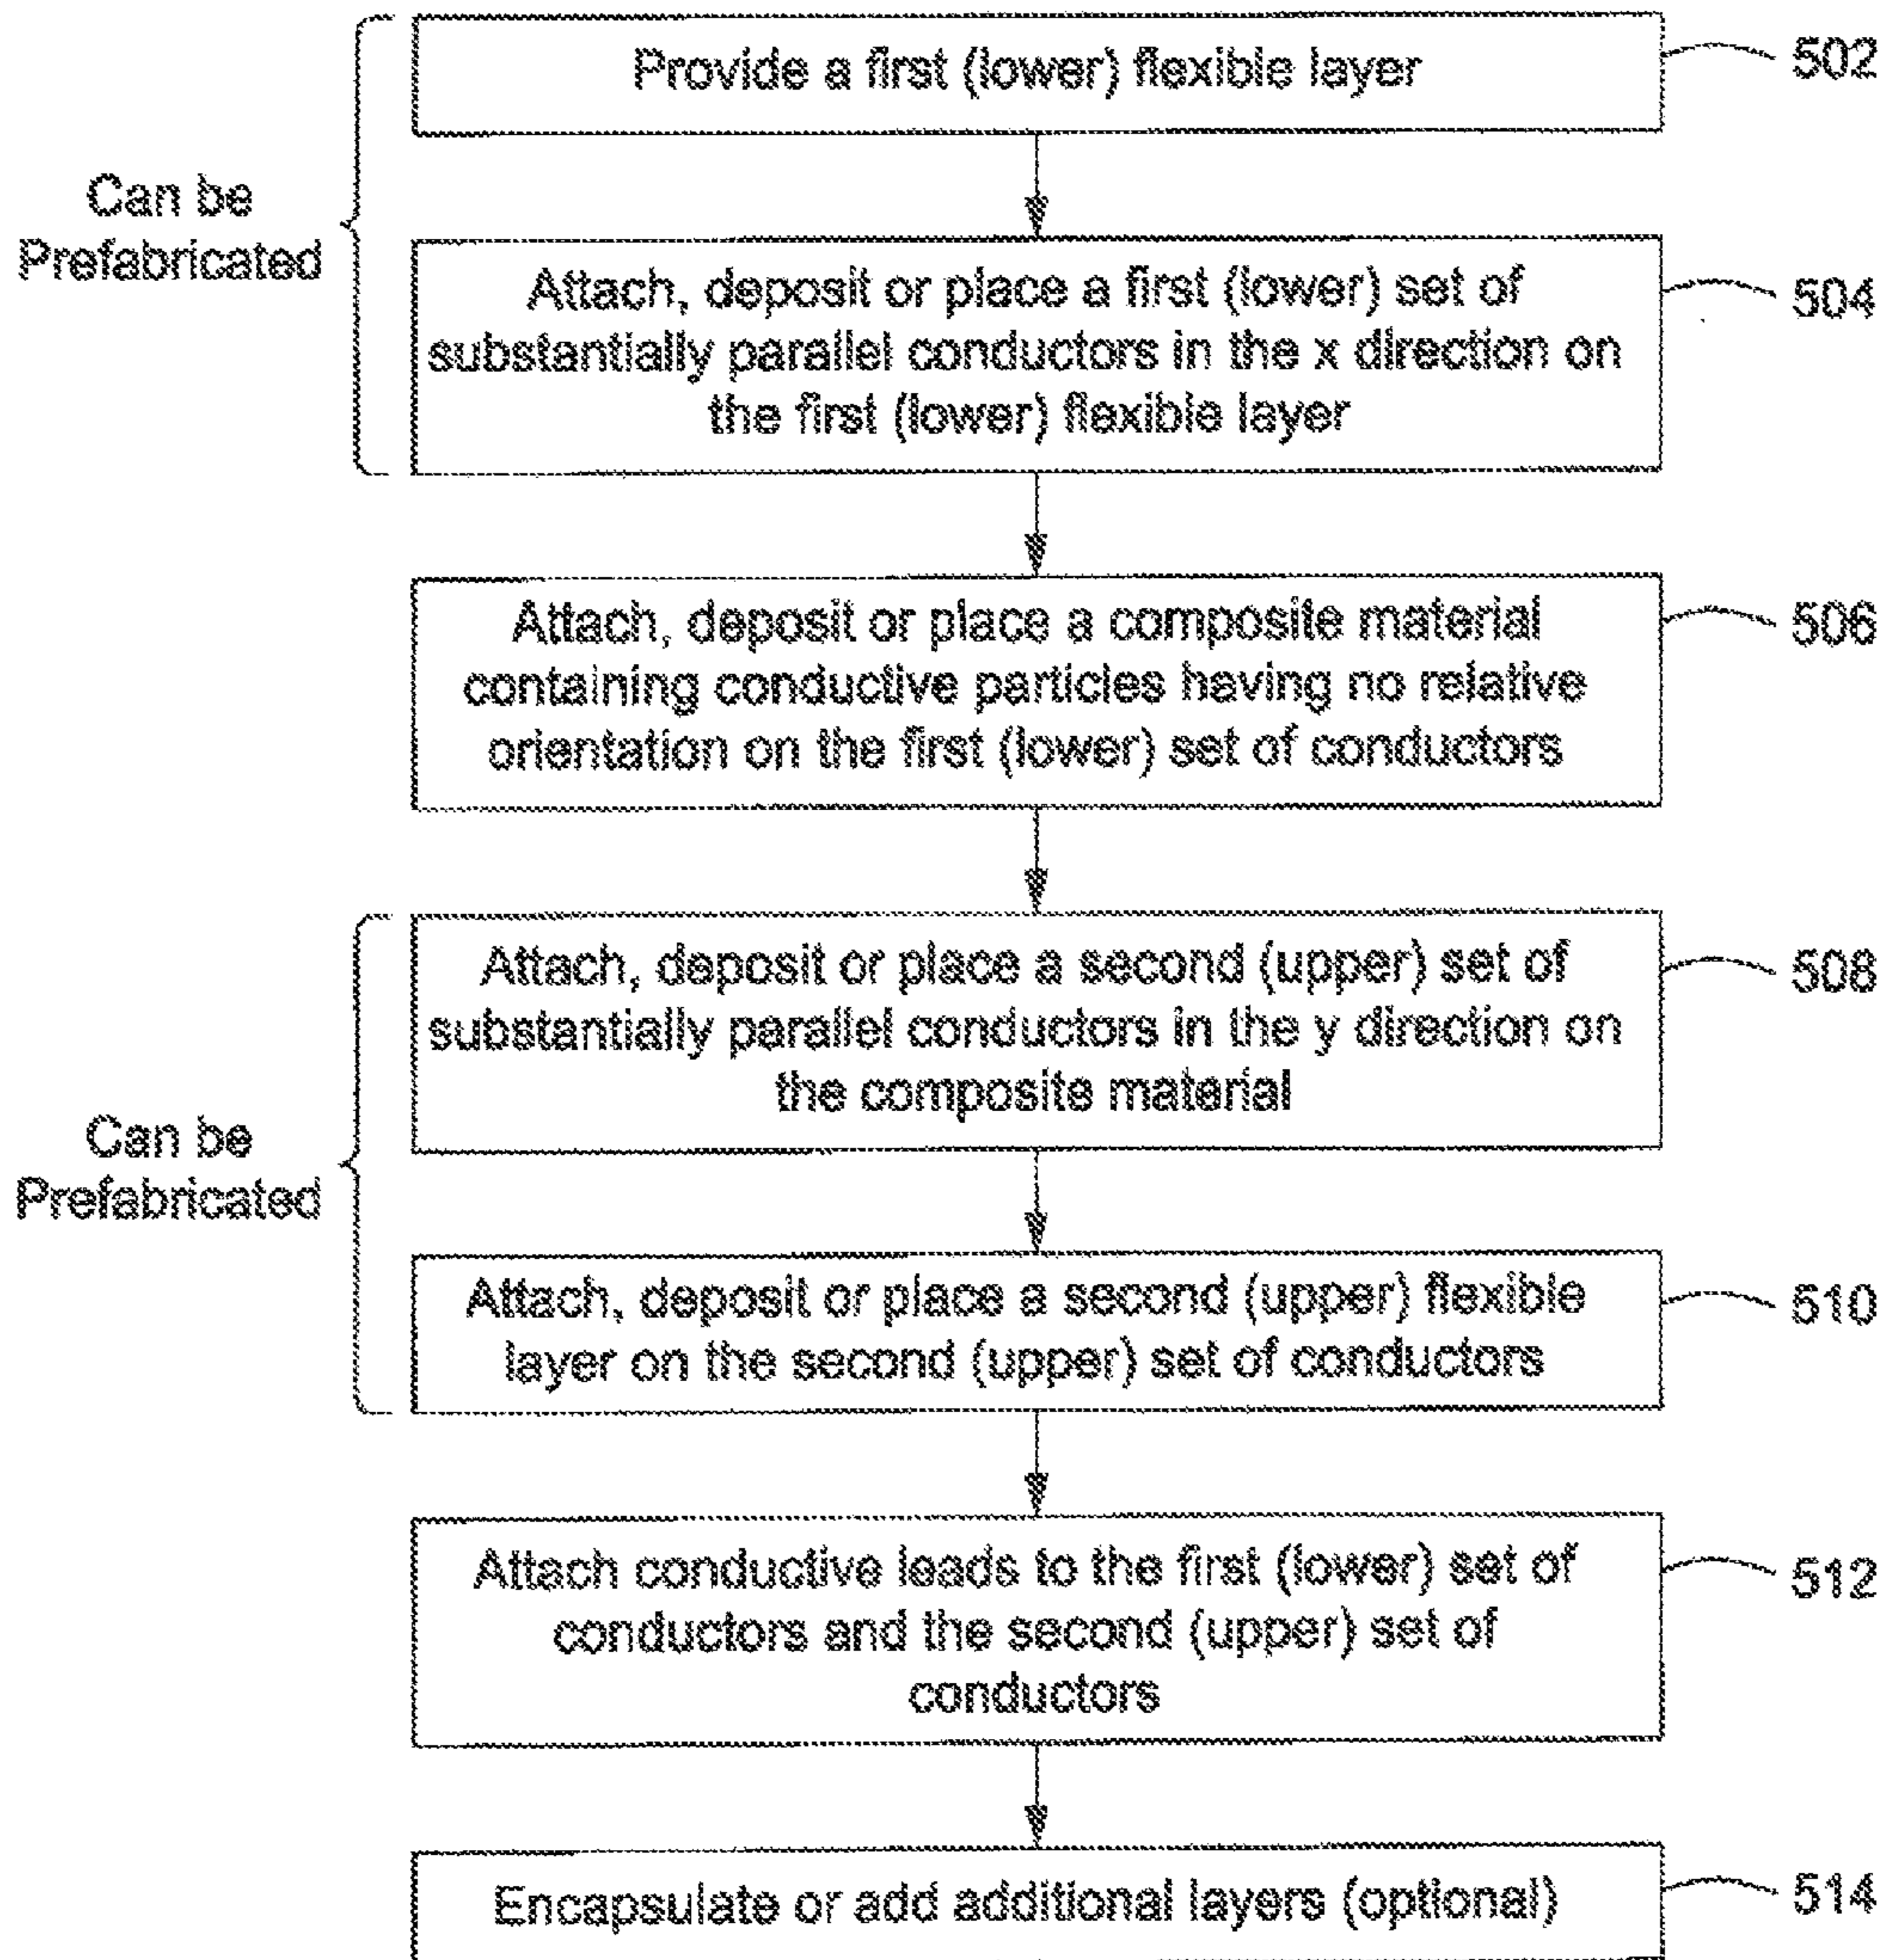 Provide a first (lower) flexible layer
502
Can be
Prefabricated
Attach, deposit or place a first (lower) set of
substantially parallel conductors in the x direction on
the first (lower) flexible layer
504
Attach, deposit or place a composite material
containing conductive particles having no relative
orientation on the first (lower) set of conductors
506
Attach, deposit or place a second (upper) set of
substantially parallel conductors in the y direction on
the composite material
508
Can be
Prefabricated
Attach, deposit or place a second (upper) flexible
layer on the second (upper) set of conductors
510
Attach conductive leads to the first (lower) set of
conductors and the second (upper) set of
conductors
512
Encapsulate or add additional layers (optional)
514